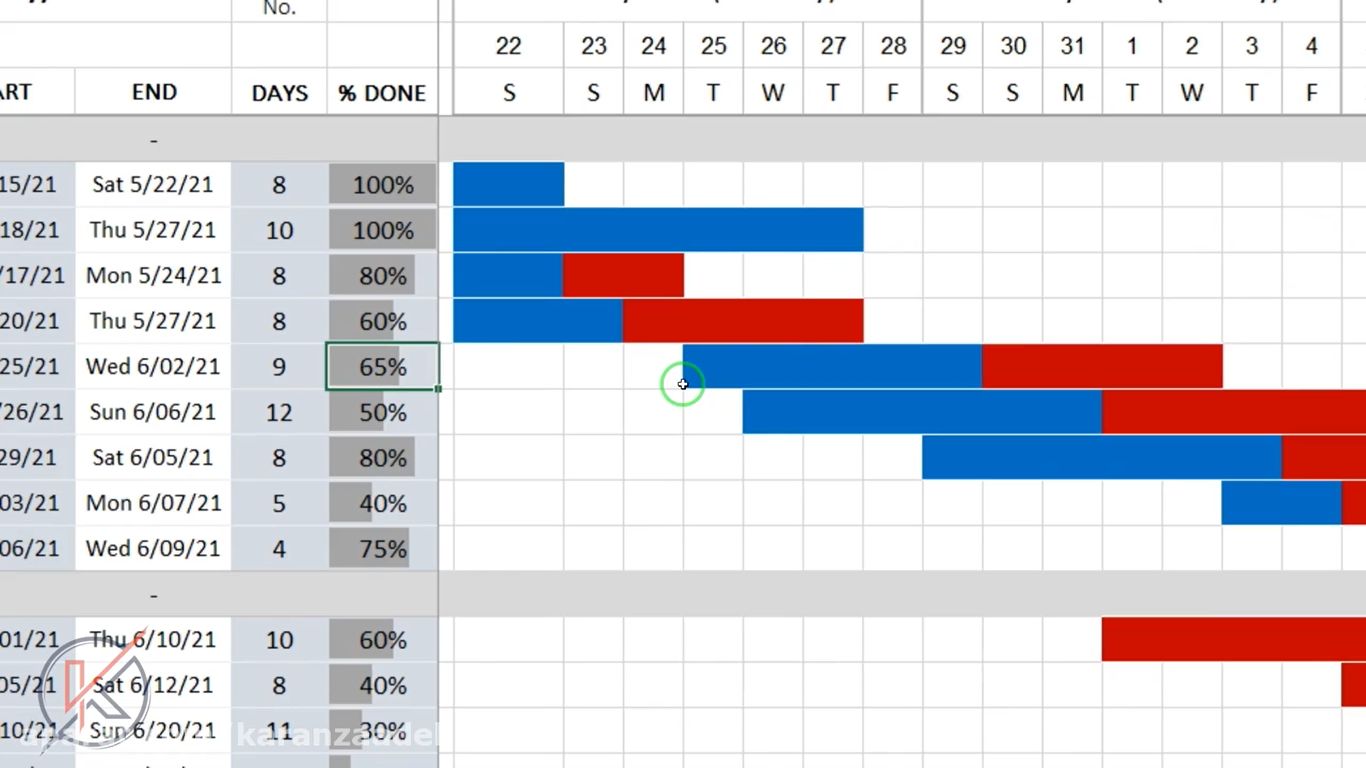 No.
22 23 24 25 26 27 28 29 30 31 1 2 3 4
ART END DAYS % DONE S S M T W T F S S M T W T F
-
15/21 Sat 5/22/21 8 100%
18/21 Thu 5/27/21 10 100%
/17/21 Mon 5/24/21 8 80%
20/21 Thu 5/27/21 8 60%
25/21 Wed 6/02/21 9 65%
/26/21 Sun 6/06/21 12 50%
29/21 Sat 6/05/21 8 80%
03/21 Mon 6/07/21 5 40%
06/21 Wed 6/09/21 4 75%
-
01/21 Thu 6/10/21 10 60%
05/21 Sat 6/12/21 8 40%
10/21 Sun 6/20/21 11 30%